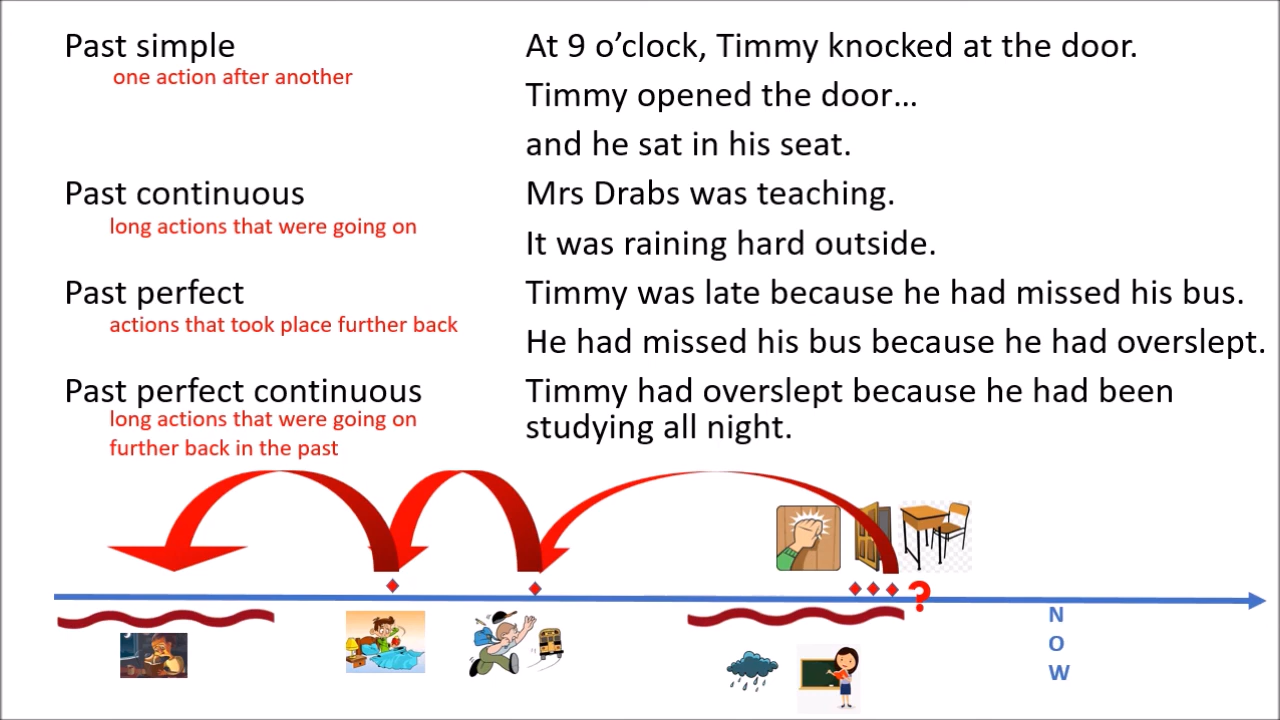 Past simple
At 9 o’clock, Timmy knocked at the door.
one action after another
Timmy opened the door…
and he sat in his seat.
Past continuous
Mrs Drabs was teaching.
long actions that were going on
It was raining hard outside.
Past perfect
Timmy was late because he had missed his bus.
actions that took place further back
He had missed his bus because he had overslept.
Past perfect continuous
Timmy had overslept because he had been
long actions that were going on
studying all night.
further back in the past
?
N
O
W